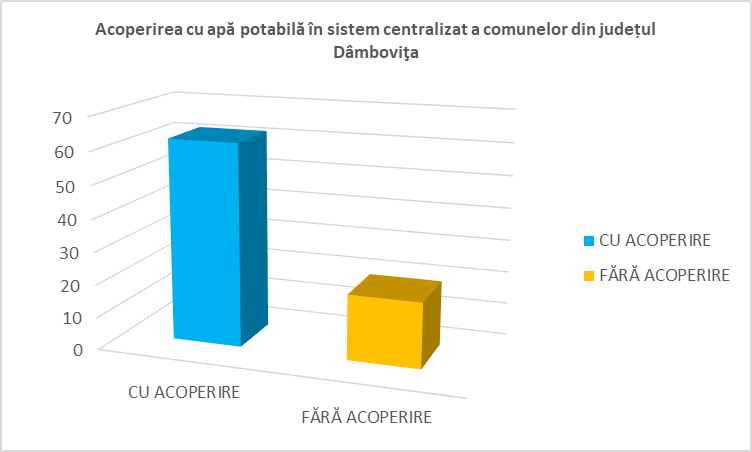 Acoperirea cu apă potabilă în sistem centralizat a comunelor din județul
Dâmboviţa
70
60
50
40
30
20
10
0
CU ACOPERIRE
FĂRĂ ACOPERIRE
CU ACOPERIRE
FĂRĂ ACOPERIRE